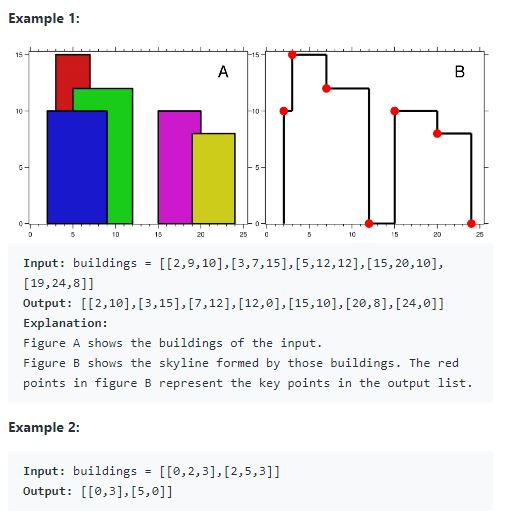 Example 1:
A
B
15
10
5
0
0 5 10 15 20 25
15
10
5
0
0 5 10 15 20 25
Input: buildings = [[2,9,10],[3,7,15],[5,12,12],[15,20,10],
[19,24,8]]
Output: [[2,10],[3,15],[7,12],[12,0],[15,10],[20,8],[24,0]]
Explanation:
Figure A shows the buildings of the input.
Figure B shows the skyline formed by those buildings. The red
points in figure B represent the key points in the output list.
Example 2:
Input: buildings = [[0,2,3],[2,5,3]]
Output: [[0,3],[5,0]]